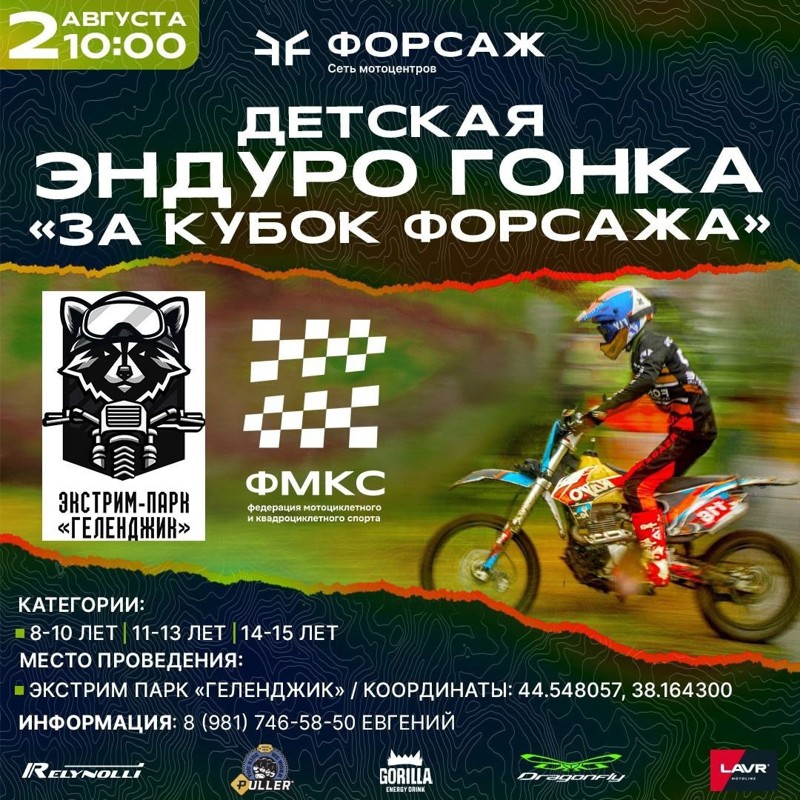 2 АВГУСТА
10:00
ФОРСАЖ
Сеть мотоцентров
ДЕТСКАЯ
ЭНДУРО ГОНКА
«ЗА КУБОК ФОРСАЖА»
ЭКСТРИМ-ПАРК
«ГЕЛЕНДЖИК»
ФМКС
федерация мотоциклетного
и квадроциклетного спорта
КАТЕГОРИИ:
8-10 ЛЕТ | 11-13 ЛЕТ | 14-15 ЛЕТ
МЕСТО ПРОВЕДЕНИЯ:
ЭКСТРИМ ПАРК «ГЕЛЕНДЖИК» / КООРДИНАТЫ: 44.548057, 38.164300
ИНФОРМАЦИЯ: 8 (981) 746-58-50 ЕВГЕНИЙ
RELYNOLLI
PULLER
GORILLA
ENERGY DRINK
Dragonfly
LAVR
MOTOLINE